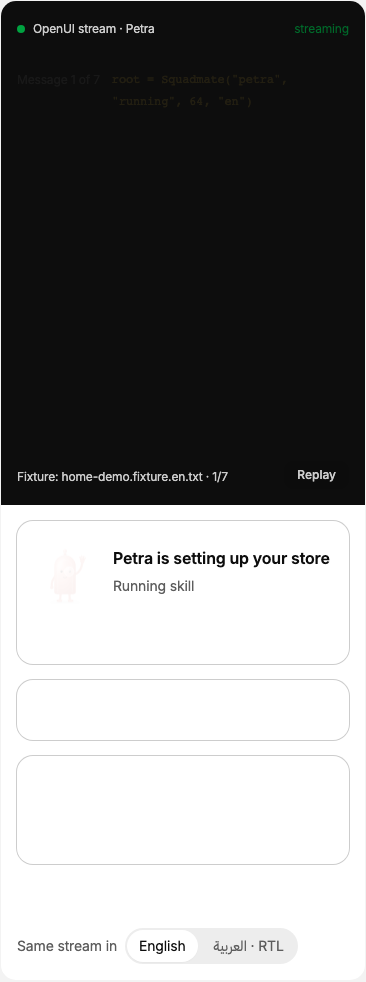 OpenUI stream · Petra
streaming
Message 1 of 7
root = Squadmate("petra",
"running", 64, "en")
Fixture: home-demo.fixture.en.txt · 1/7
Replay
Petra is setting up your store
Running skill
Same stream in
English
العربية · RTL